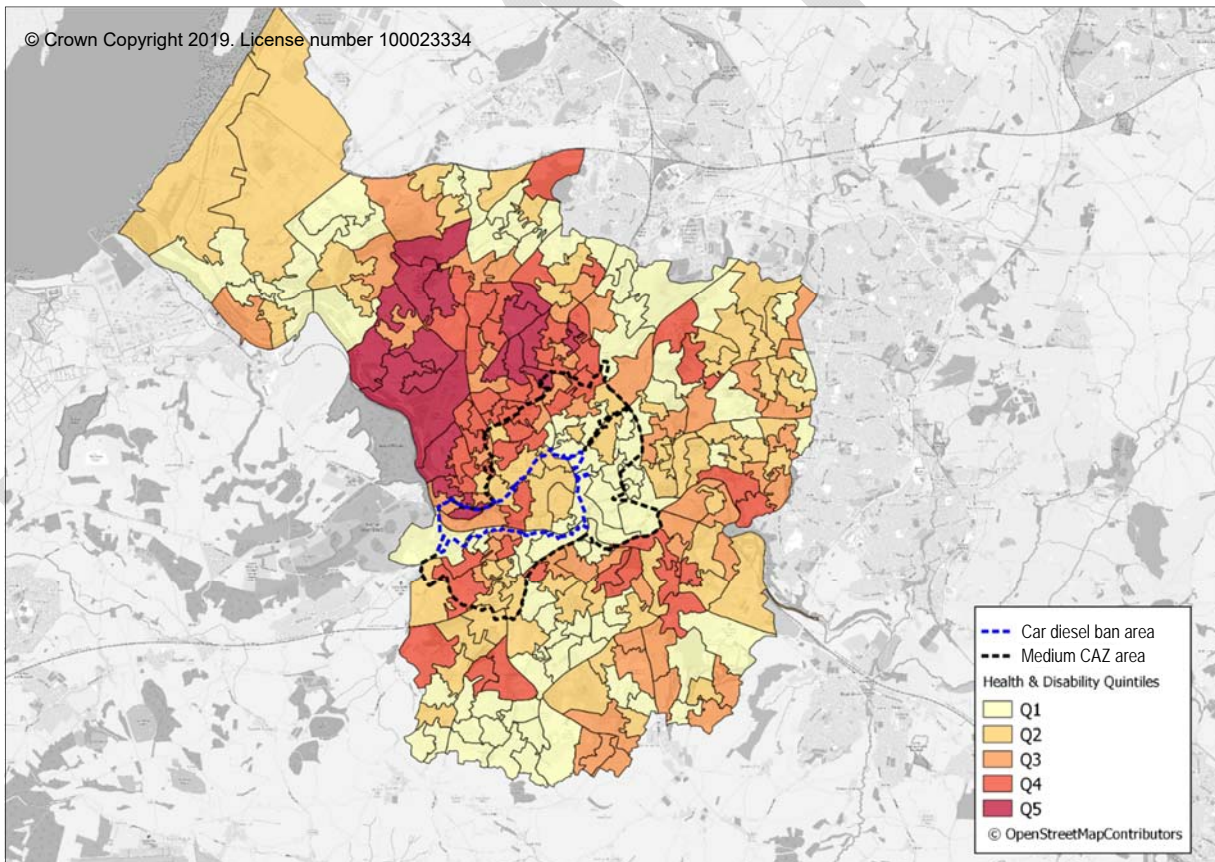 © Crown Copyright 2019. License number 100023334
Car diesel ban area
Medium CAZ area
Health & Disability Quintiles
Q1
Q2
Q3
Q4
Q5
© OpenStreetMapContributors